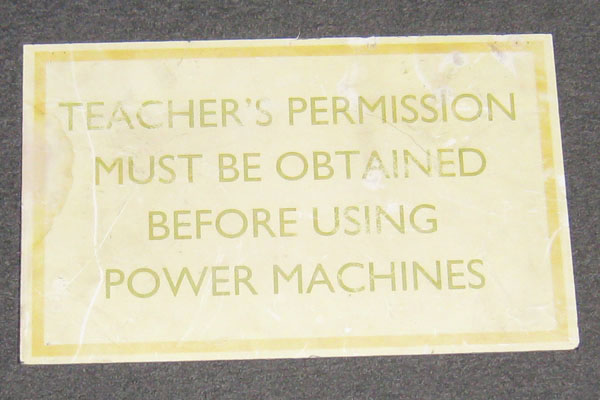 TEACHER'S PERMISSION
MUST BE OBTAINED
BEFORE USING
POWER MACHINES